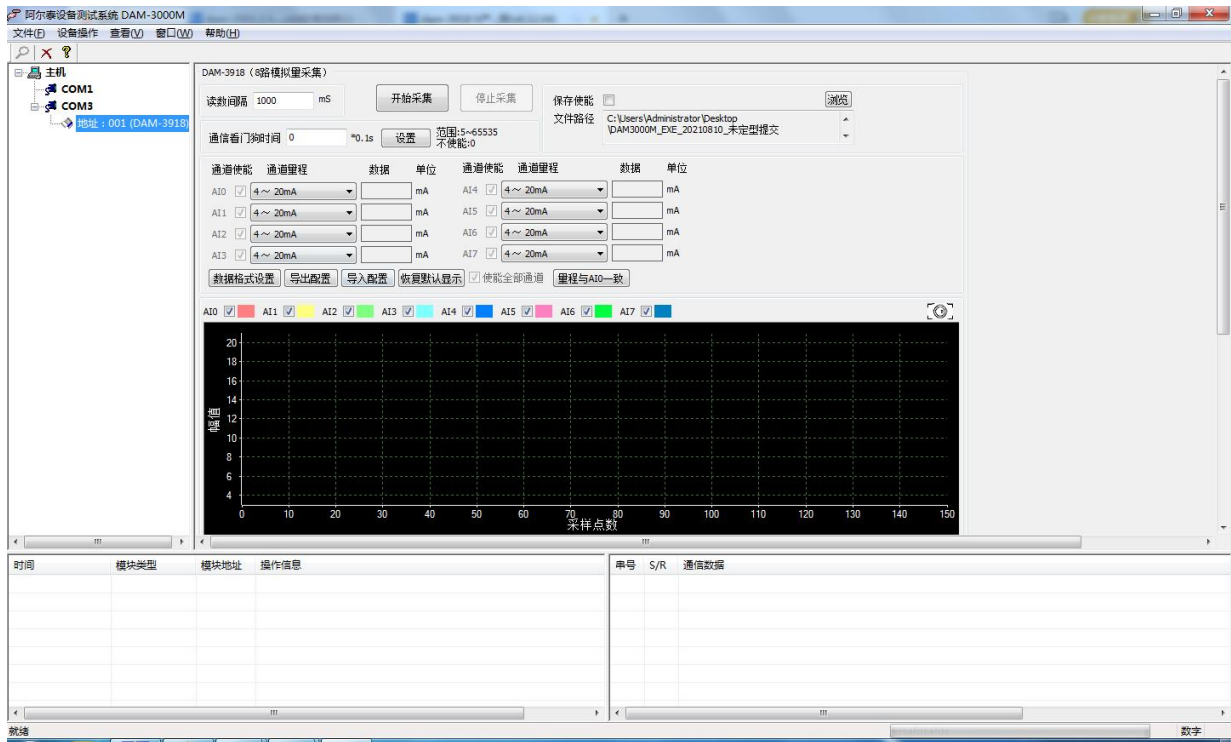 阿尔泰设备测试系统 DAM-3000M
文件(F) 设备操作 查看(V) 窗口(W) 帮助(H)
主机
COM1
COM3
地址：001 (DAM-3918)
DAM-3918（8路模拟量采集）
读数间隔 1000 mS 开始采集 停止采集
保存使能 浏览
文件路径 C:\Users\Administrator\Desktop
\DAM3000M_EXE_20210810_未定型提交
通信看门狗时间 0 *0.1s 设置 范围:5~65535
不使能:0
通道使能 通道里程 数据 单位 通道使能 通道里程 数据 单位
AI0 4～ 20mA mA AI4 4～ 20mA mA
AI1 4～ 20mA mA AI5 4～ 20mA mA
AI2 4～ 20mA mA AI6 4～ 20mA mA
AI3 4～ 20mA mA AI7 4～ 20mA mA
数据格式设置 导出配置 导入配置 恢复默认显示 使能全部通道 里程与AI0一致
AI0 AI1 AI2 AI3 AI4 AI5 AI6 AI7
幅值
20
18
16
14
12
10
8
6
4
0 10 20 30 40 50 60 70 80 90 100 110 120 130 140 150
采样点数
时间 模块类型 模块地址 操作信息 串号 S/R 通信数据
就绪 数字